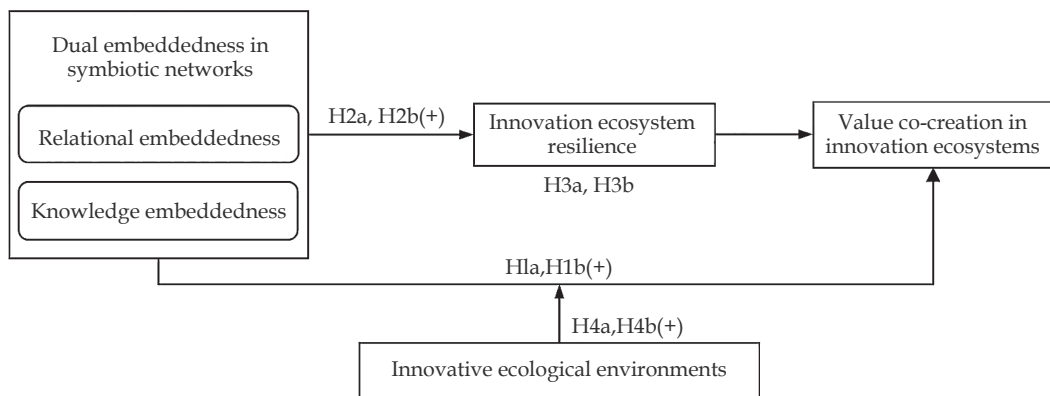 Dual embeddedness in
symbiotic networks
Relational embeddedness
Knowledge embeddedness
H2a, H2b(+)
Innovation ecosystem
resilience
H3a, H3b
Value co-creation in
innovation ecosystems
Hla,H1b(+)
H4a,H4b(+)
Innovative ecological environments